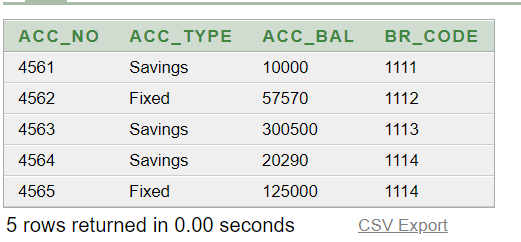 ACC_NO ACC_TYPE ACC_BAL BR_CODE
4561 Savings 10000 1111
4562 Fixed 57570 1112
4563 Savings 300500 1113
4564 Savings 20290 1114
4565 Fixed 125000 1114
5 rows returned in 0.00 seconds CSV Export